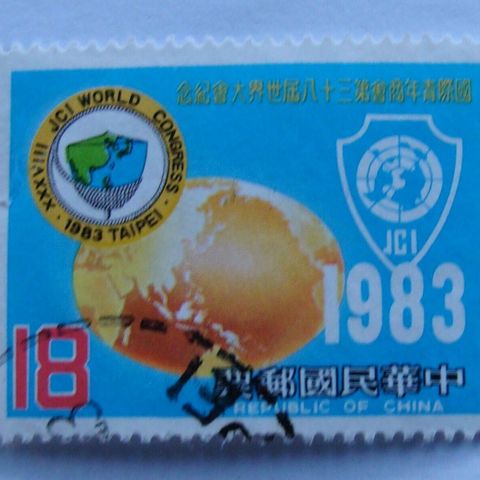 念紀會大界世屆八十三第會商年青際國
XXXVIII JCI WORLD CONGRESS
· 1983 TAIPEI ·
JCI
1983
18
票郵國民華中
REPUBLIC OF CHINA